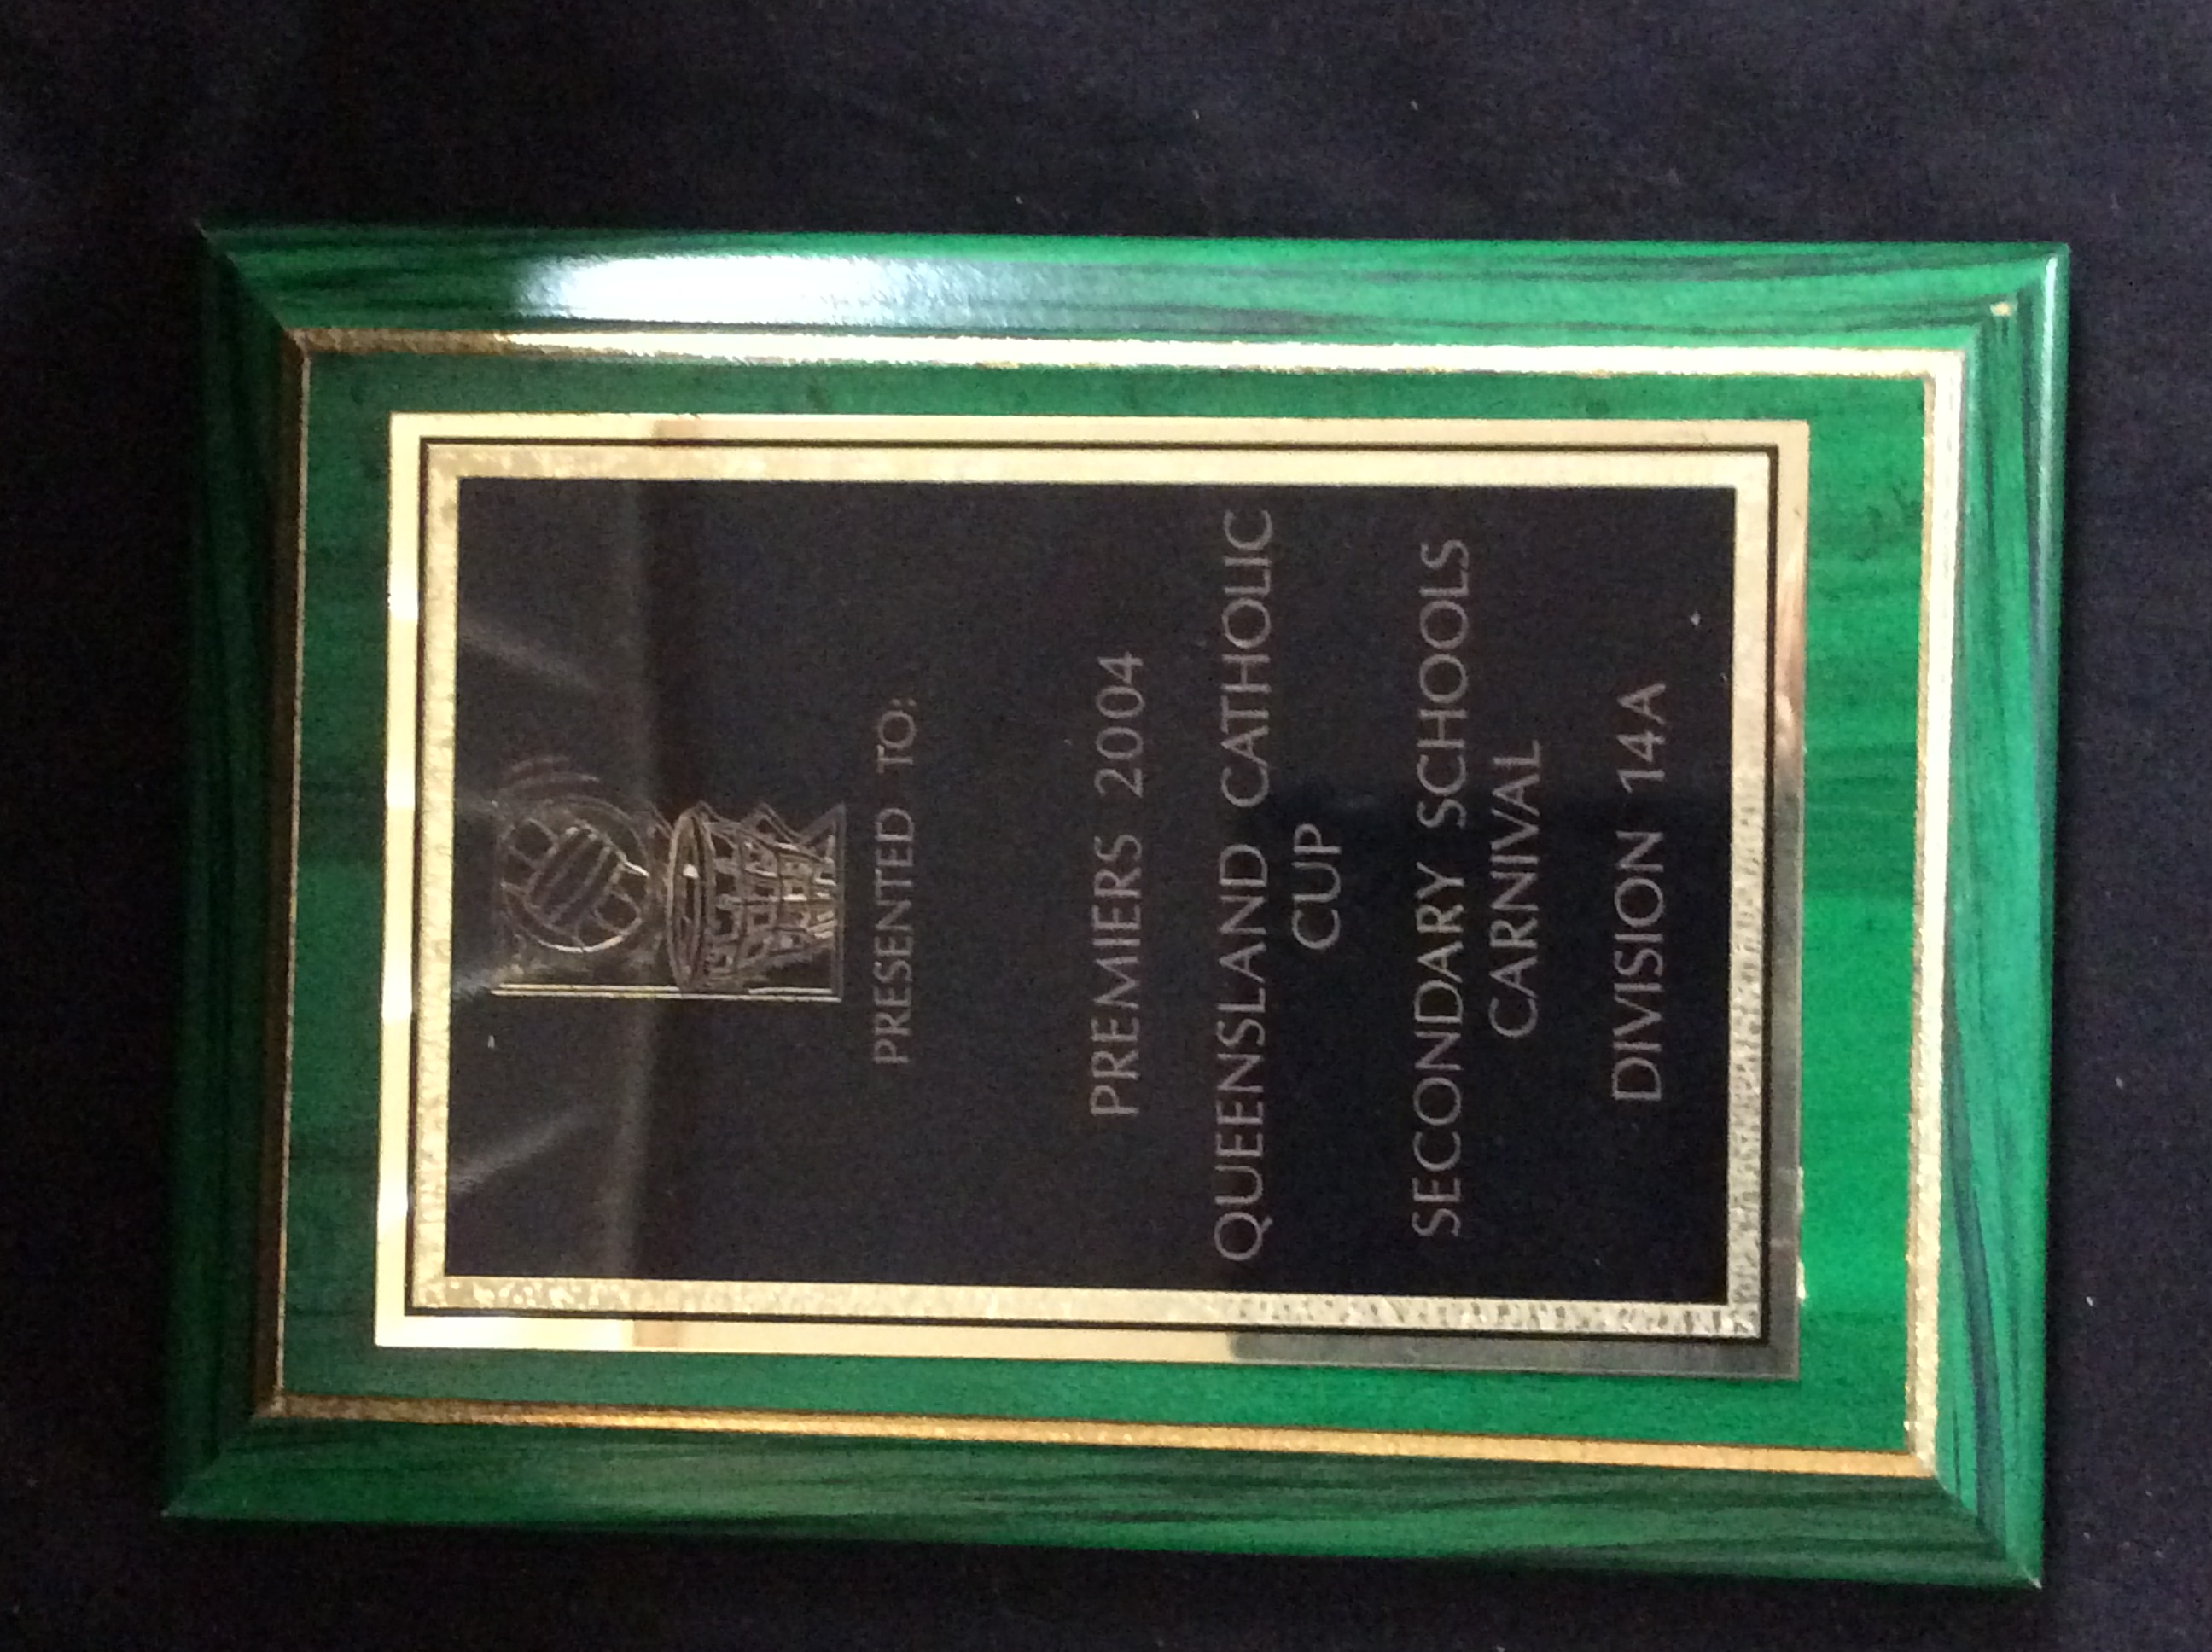 PRESENTED TO:
PREMIERS 2004
QUEENSLAND CATHOLIC
CUP
SECONDARY SCHOOLS
CARNIVAL
DIVISION 14A